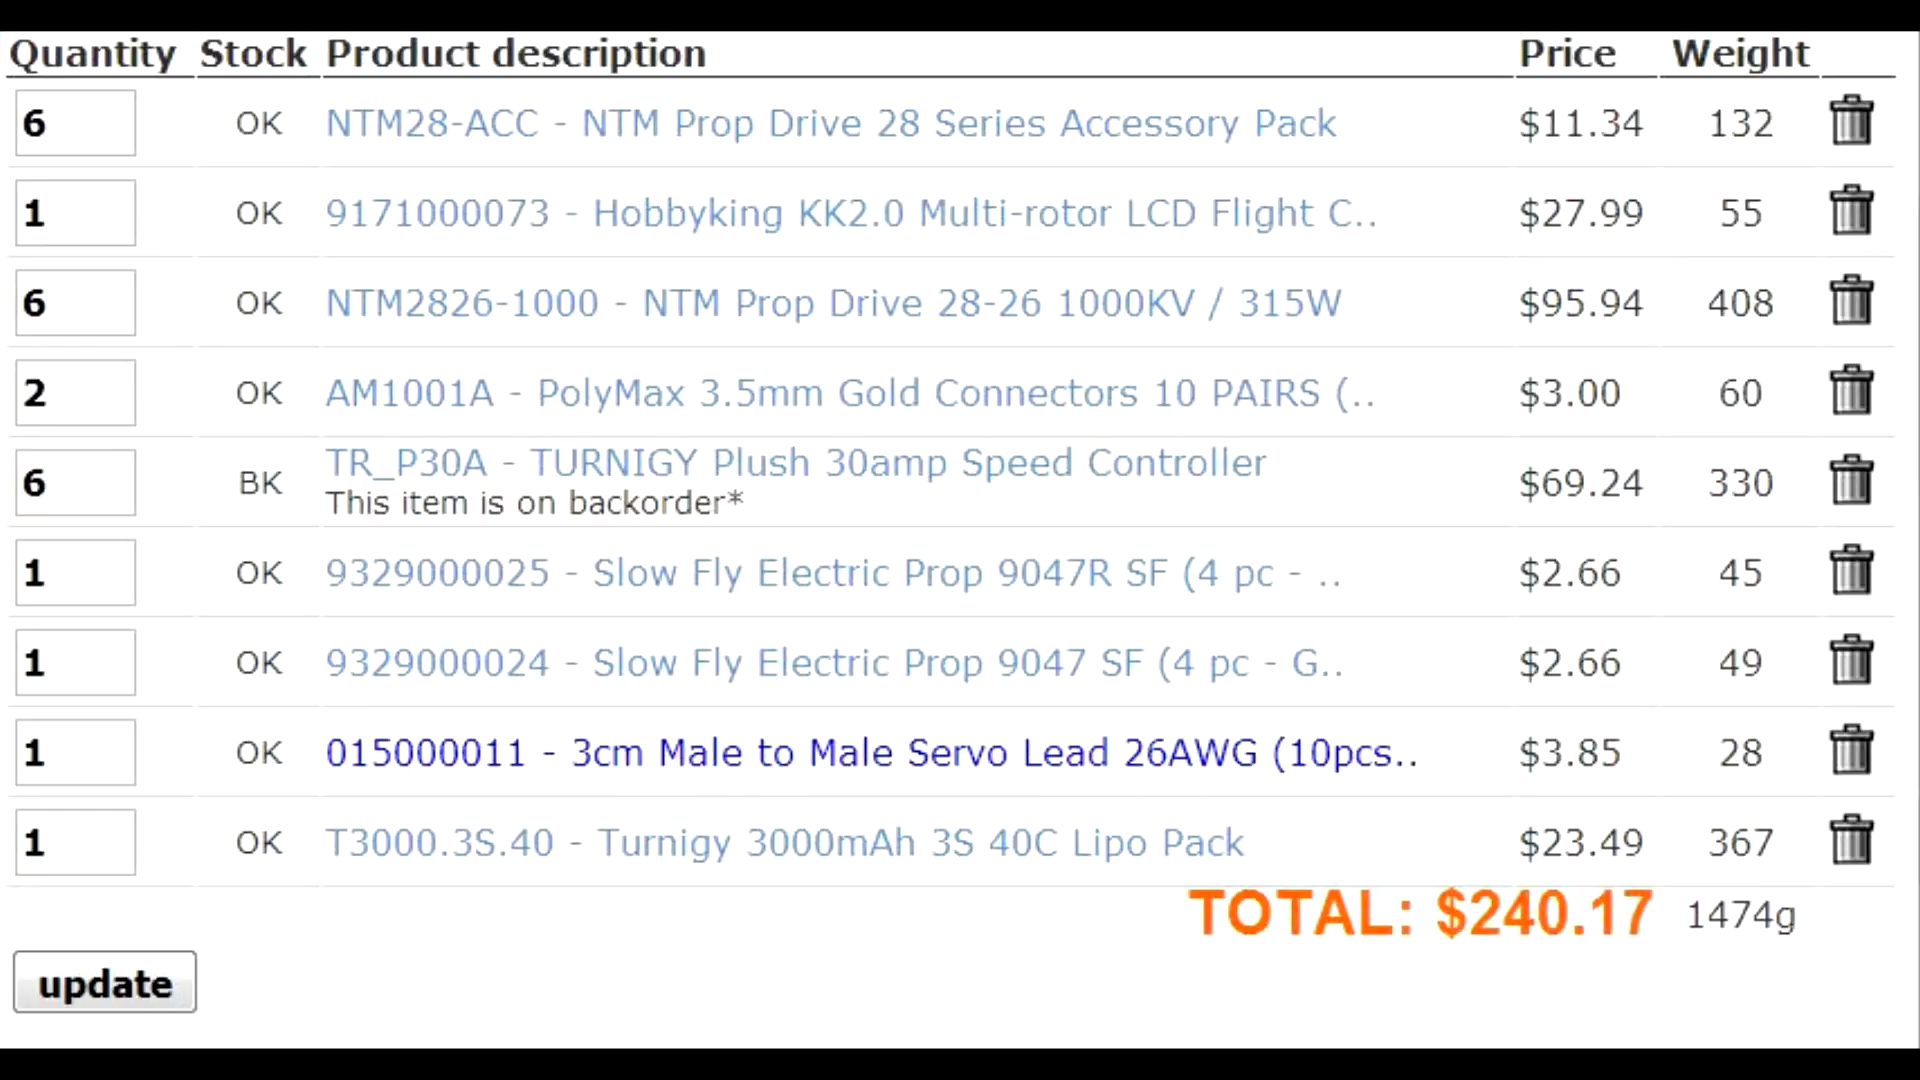 Quantity Stock Product description Price Weight
6 OK NTM28-ACC - NTM Prop Drive 28 Series Accessory Pack $11.34 132
1 OK 9171000073 - Hobbyking KK2.0 Multi-rotor LCD Flight C.. $27.99 55
6 OK NTM2826-1000 - NTM Prop Drive 28-26 1000KV / 315W $95.94 408
2 OK AM1001A - PolyMax 3.5mm Gold Connectors 10 PAIRS (.. $3.00 60
6 BK TR_P30A - TURNIGY Plush 30amp Speed Controller $69.24 330
This item is on backorder*
1 OK 9329000025 - Slow Fly Electric Prop 9047R SF (4 pc - .. $2.66 45
1 OK 9329000024 - Slow Fly Electric Prop 9047 SF (4 pc - G.. $2.66 49
1 OK 015000011 - 3cm Male to Male Servo Lead 26AWG (10pcs.. $3.85 28
1 OK T3000.3S.40 - Turnigy 3000mAh 3S 40C Lipo Pack $23.49 367
TOTAL: $240.17 1474g
update